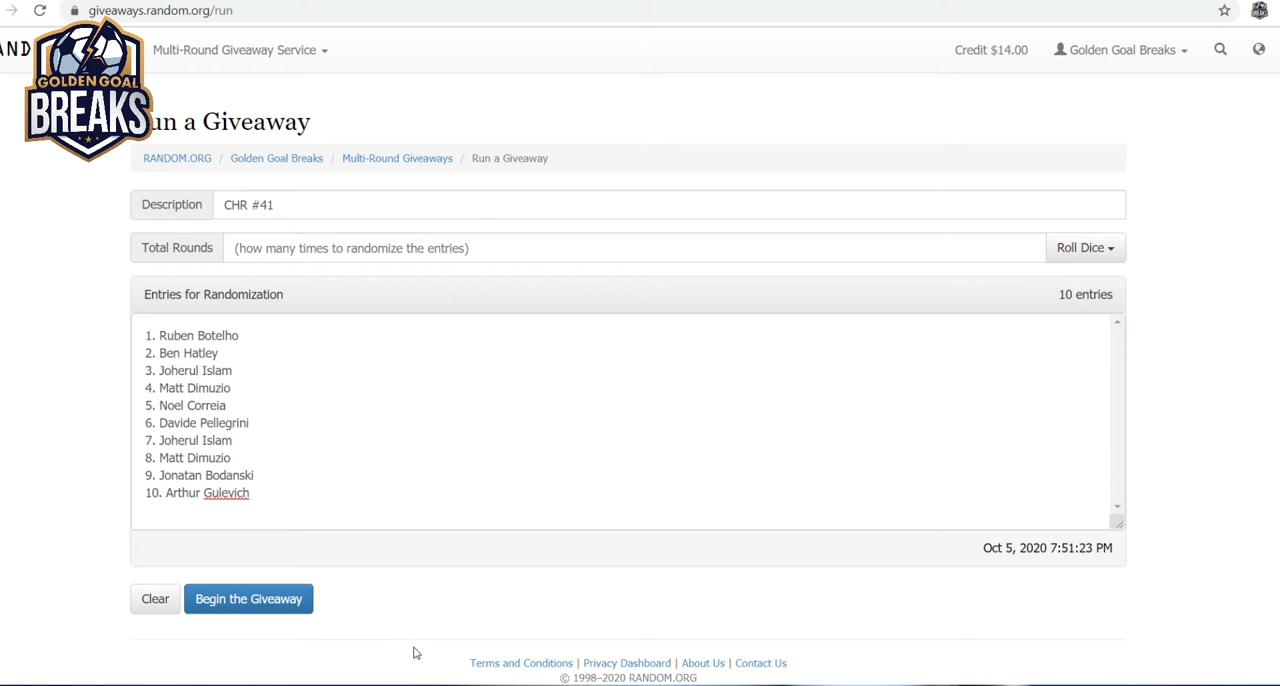 giveaways.random.org/run
AND
Multi-Round Giveaway Service
Credit $14.00
Golden Goal Breaks
GOLDEN GOAL
BREAKS
un a Giveaway
RANDOM.ORG / Golden Goal Breaks / Multi-Round Giveaways / Run a Giveaway
Description CHR #41
Total Rounds (how many times to randomize the entries) Roll Dice
Entries for Randomization 10 entries
1. Ruben Botelho
2. Ben Hatley
3. Joherul Islam
4. Matt Dimuzio
5. Noel Correia
6. Davide Pellegrini
7. Joherul Islam
8. Matt Dimuzio
9. Jonatan Bodanski
10. Arthur Gulevich
Oct 5, 2020 7:51:23 PM
Clear Begin the Giveaway
Terms and Conditions | Privacy Dashboard | About Us | Contact Us
© 1998–2020 RANDOM.ORG